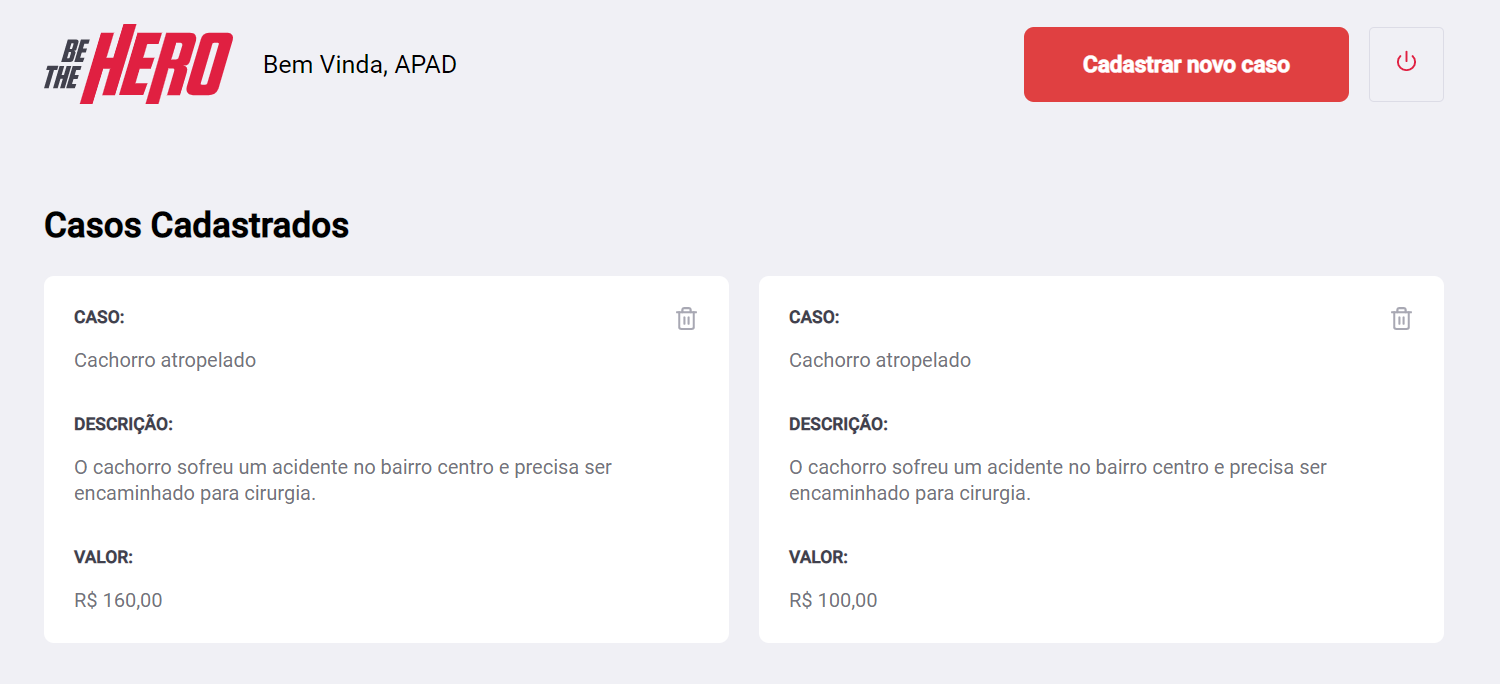 BE THE HERO
Bem Vinda, APAD
Cadastrar novo caso
Casos Cadastrados
CASO:
Cachorro atropelado
DESCRIÇÃO:
O cachorro sofreu um acidente no bairro centro e precisa ser
encaminhado para cirurgia.
VALOR:
R$ 160,00
CASO:
Cachorro atropelado
DESCRIÇÃO:
O cachorro sofreu um acidente no bairro centro e precisa ser
encaminhado para cirurgia.
VALOR:
R$ 100,00